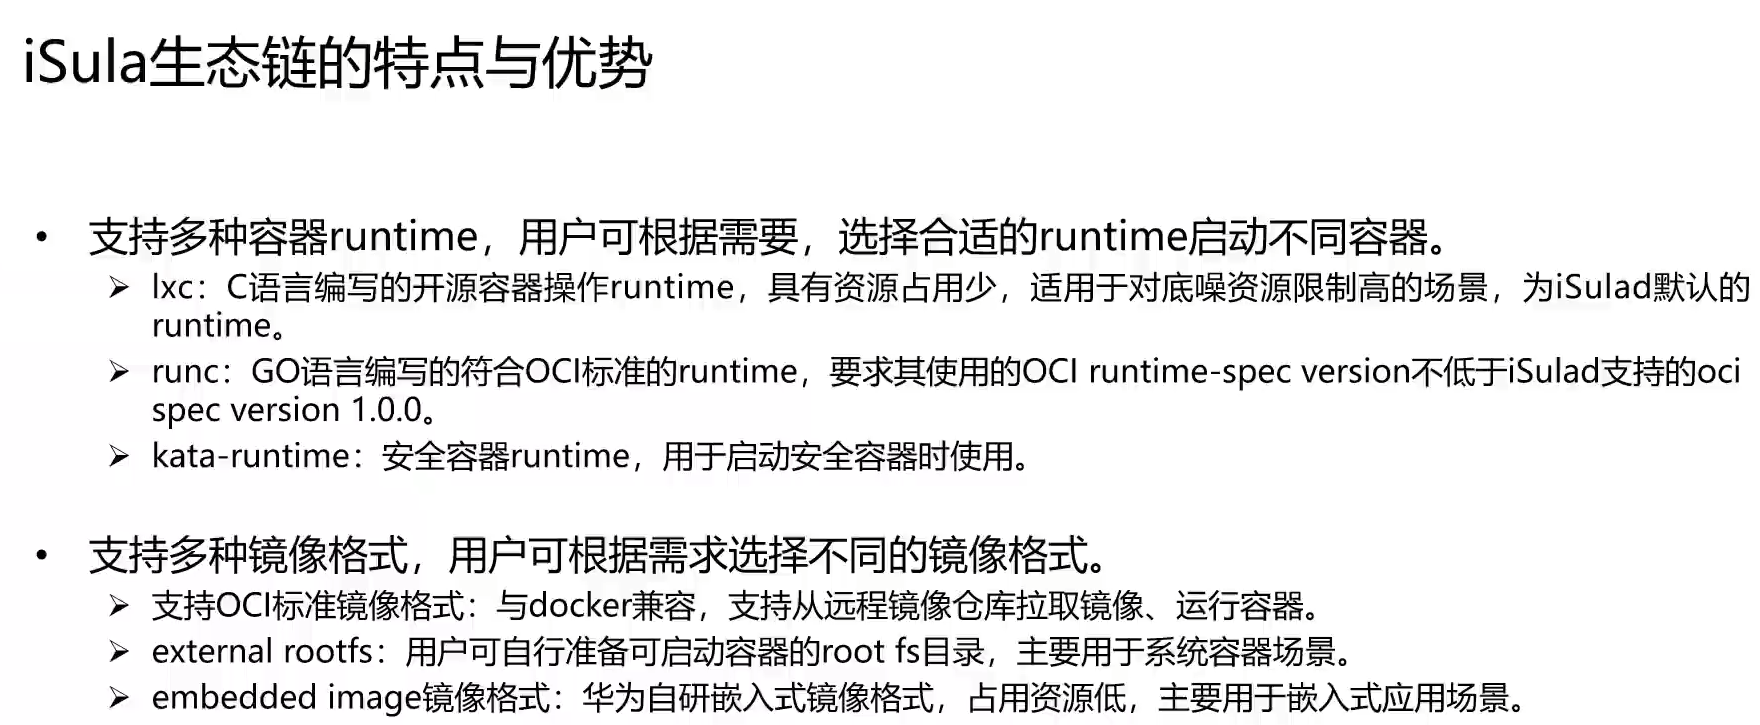 iSula生态链的特点与优势
• 支持多种容器runtime，用户可根据需要，选择合适的runtime启动不同容器。
➢ lxc：C语言编写的开源容器操作runtime，具有资源占用少，适用于对底噪资源限制高的场景，为iSulad默认的
runtime。
➢ runc：GO语言编写的符合OCI标准的runtime，要求其使用的OCI runtime-spec version不低于iSulad支持的oci
spec version 1.0.0。
➢ kata-runtime：安全容器runtime，用于启动安全容器时使用。
• 支持多种镜像格式，用户可根据需求选择不同的镜像格式。
➢ 支持OCI标准镜像格式：与docker兼容，支持从远程镜像仓库拉取镜像、运行容器。
➢ external rootfs：用户可自行准备可启动容器的root fs目录，主要用于系统容器场景。
➢ embedded image镜像格式：华为自研嵌入式镜像格式，占用资源低，主要用于嵌入式应用场景。